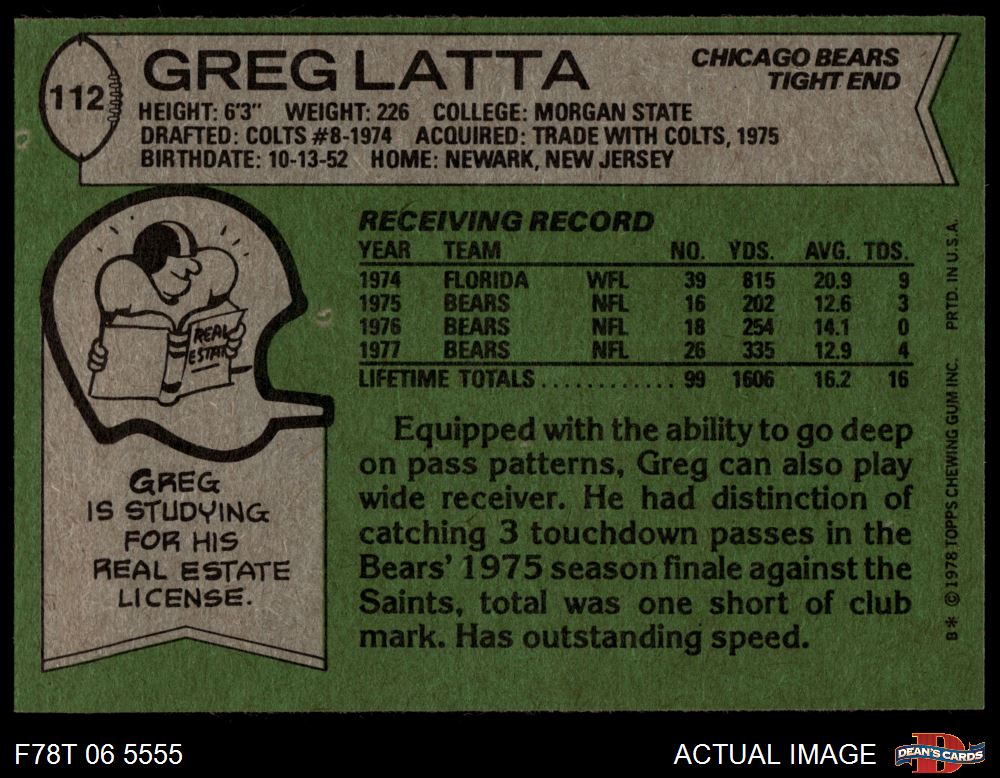 112
GREG LATTA
CHICAGO BEARS
TIGHT END
HEIGHT: 6'3" WEIGHT: 226 COLLEGE: MORGAN STATE
DRAFTED: COLTS #8-1974 ACQUIRED: TRADE WITH COLTS, 1975
BIRTHDATE: 10-13-52 HOME: NEWARK, NEW JERSEY
REAL
ESTATE
GREG
IS STUDYING
FOR HIS
REAL ESTATE
LICENSE.
RECEIVING RECORD
YEAR TEAM NO. YDS. AVG. TDS.
1974 FLORIDA WFL 39 815 20.9 9
1975 BEARS NFL 16 202 12.6 3
1976 BEARS NFL 18 254 14.1 0
1977 BEARS NFL 26 335 12.9 4
LIFETIME TOTALS............ 99 1606 16.2 16
Equipped with the ability to go deep
on pass patterns, Greg can also play
wide receiver. He had distinction of
catching 3 touchdown passes in the
Bears' 1975 season finale against the
Saints, total was one short of club
mark. Has outstanding speed.
B* © 1978 TOPPS CHEWING GUM INC. PRTD. IN U.S.A.
F78T 06 5555
ACTUAL IMAGE
D
DEAN'S CARDS